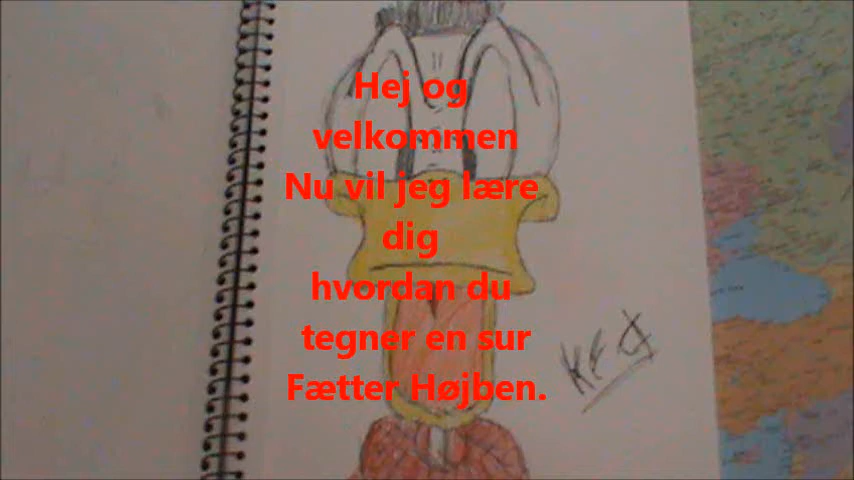 Hej og
velkommen
Nu vil jeg lære
dig
hvordan du
tegner en sur
Fætter Højben.